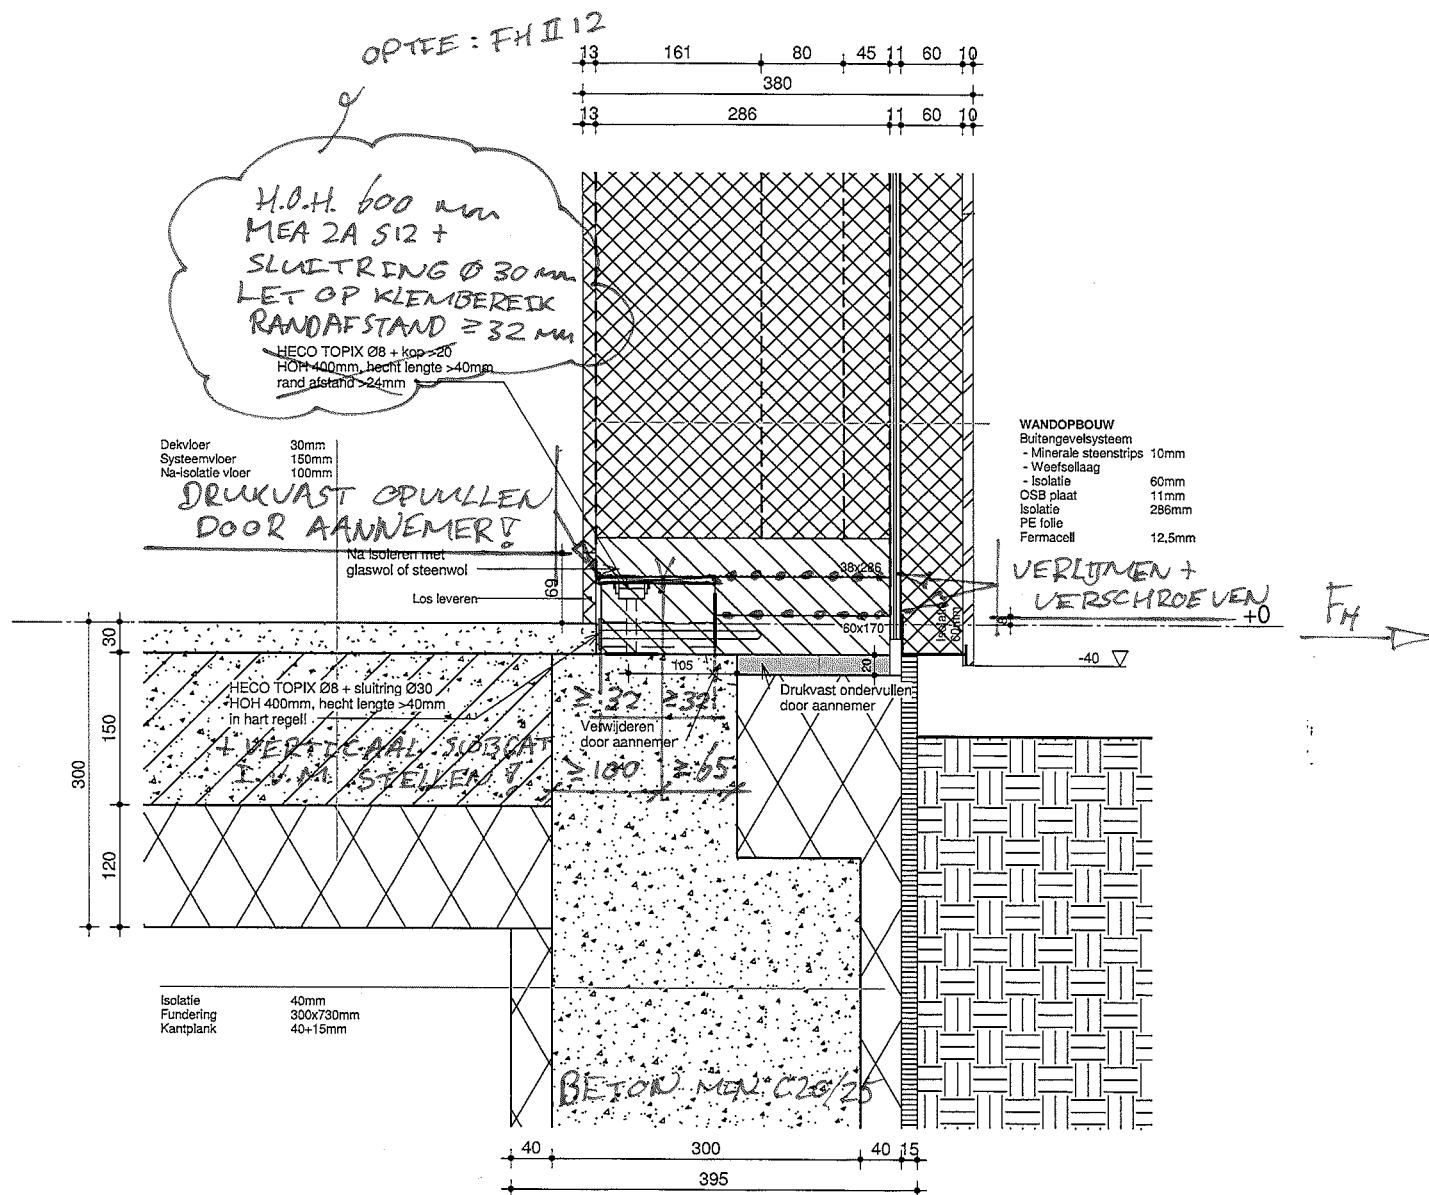 OPTIE : FH II 12
13 161 80 45 11 60 10
380
13 286 11 60 10
H.O.H. 600 mm
MEA 2A S12 +
SLUITRING Ø 30 mm
LET OP KLEMBEREIK
RANDAFSTAND ≥ 32 mm
HECO TOPIX Ø8 + kop >20
HOH 400mm, hecht lengte >40mm
rand afstand >24mm
Dekvloer 30mm
Systeemvloer 150mm
Na-isolatie vloer 100mm
DRUKVAST OPVULLEN
DOOR AANNEMER!
Na isoleren met
glaswol of steenwol
Los leveren
69
38x286
WANDOPBOUW
Buitengevelsysteem
- Minerale steenstrips 10mm
- Weefsellaag
- Isolatie 60mm
OSB plaat 11mm
Isolatie 286mm
PE folie
Fermacell 12,5mm
VERLIJMEN +
VERSCHROEVEN
Isolatie
60mm
+0
FH
-40
30
150
300
120
105
20
Drukvast ondervullen
door aannemer
HECO TOPIX Ø8 + sluitring Ø30
HOH 400mm, hecht lengte >40mm
in hart regel!
+ VERTICAAL
I.V.M. STELLEN !
≥ 32 ≥ 32
Verwijderen
door aannemer
≥ 100 ≥ 65
Isolatie 40mm
Fundering 300x730mm
Kantplank 40+15mm
BETON MIN C20/25
40 300 40 15
395